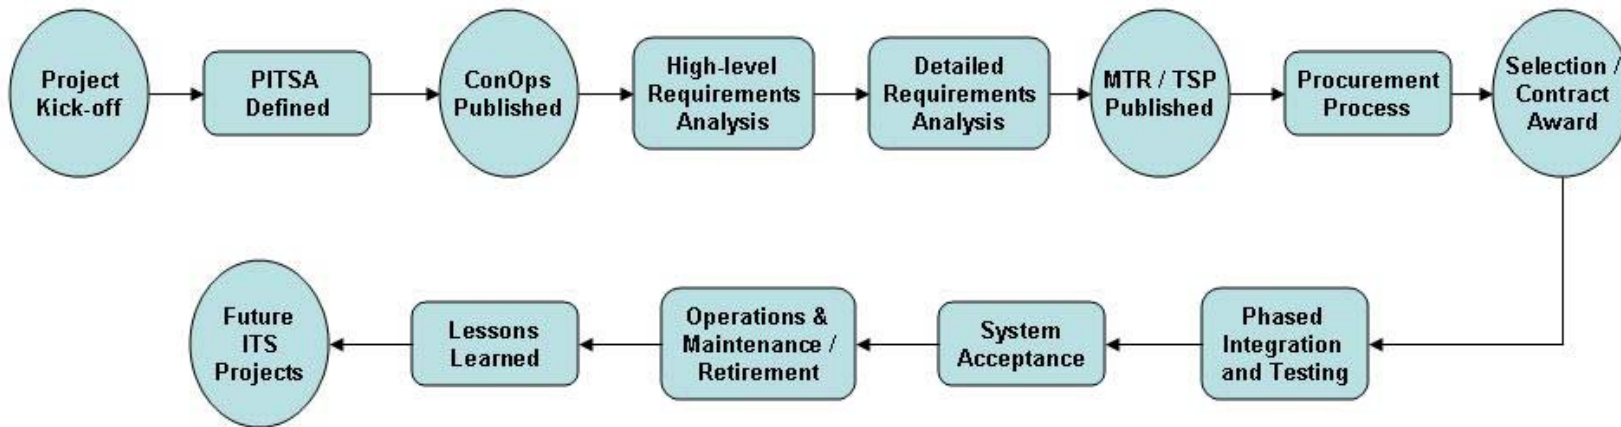 Project
Kick-off
PITSA
Defined
ConOps
Published
High-level
Requirements
Analysis
Detailed
Requirements
Analysis
MTR / TSP
Published
Procurement
Process
Selection /
Contract
Award
Phased
Integration
and Testing
System
Acceptance
Operations &
Maintenance /
Retirement
Lessons
Learned
Future
ITS
Projects